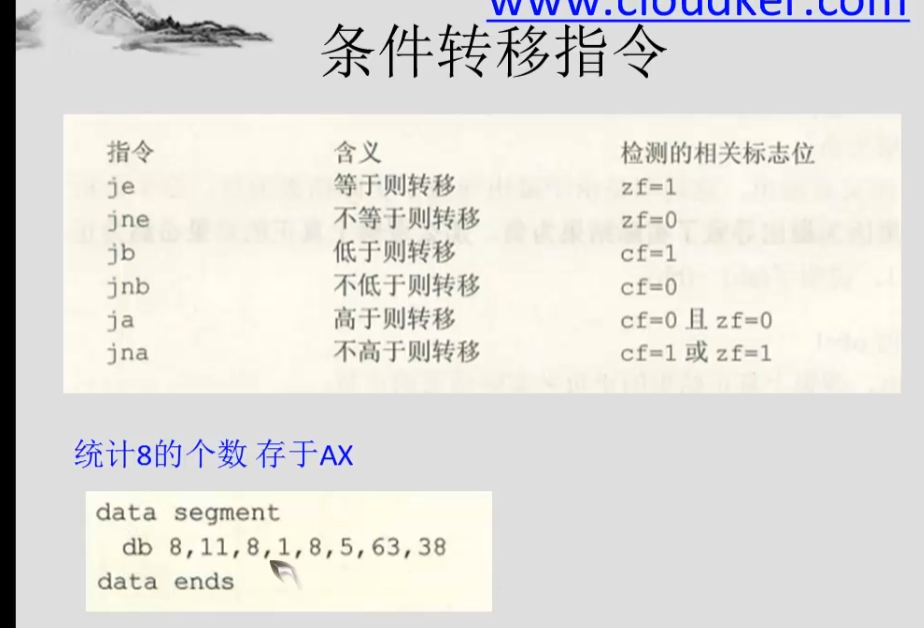 www.cloudker.com
条件转移指令
指令 含义 检测的相关标志位
je 等于则转移 zf=1
jne 不等于则转移 zf=0
jb 低于则转移 cf=1
jnb 不低于则转移 cf=0
ja 高于则转移 cf=0 且 zf=0
jna 不高于则转移 cf=1 或 zf=1
统计8的个数 存于AX
data segment
db 8,11,8,1,8,5,63,38
data ends